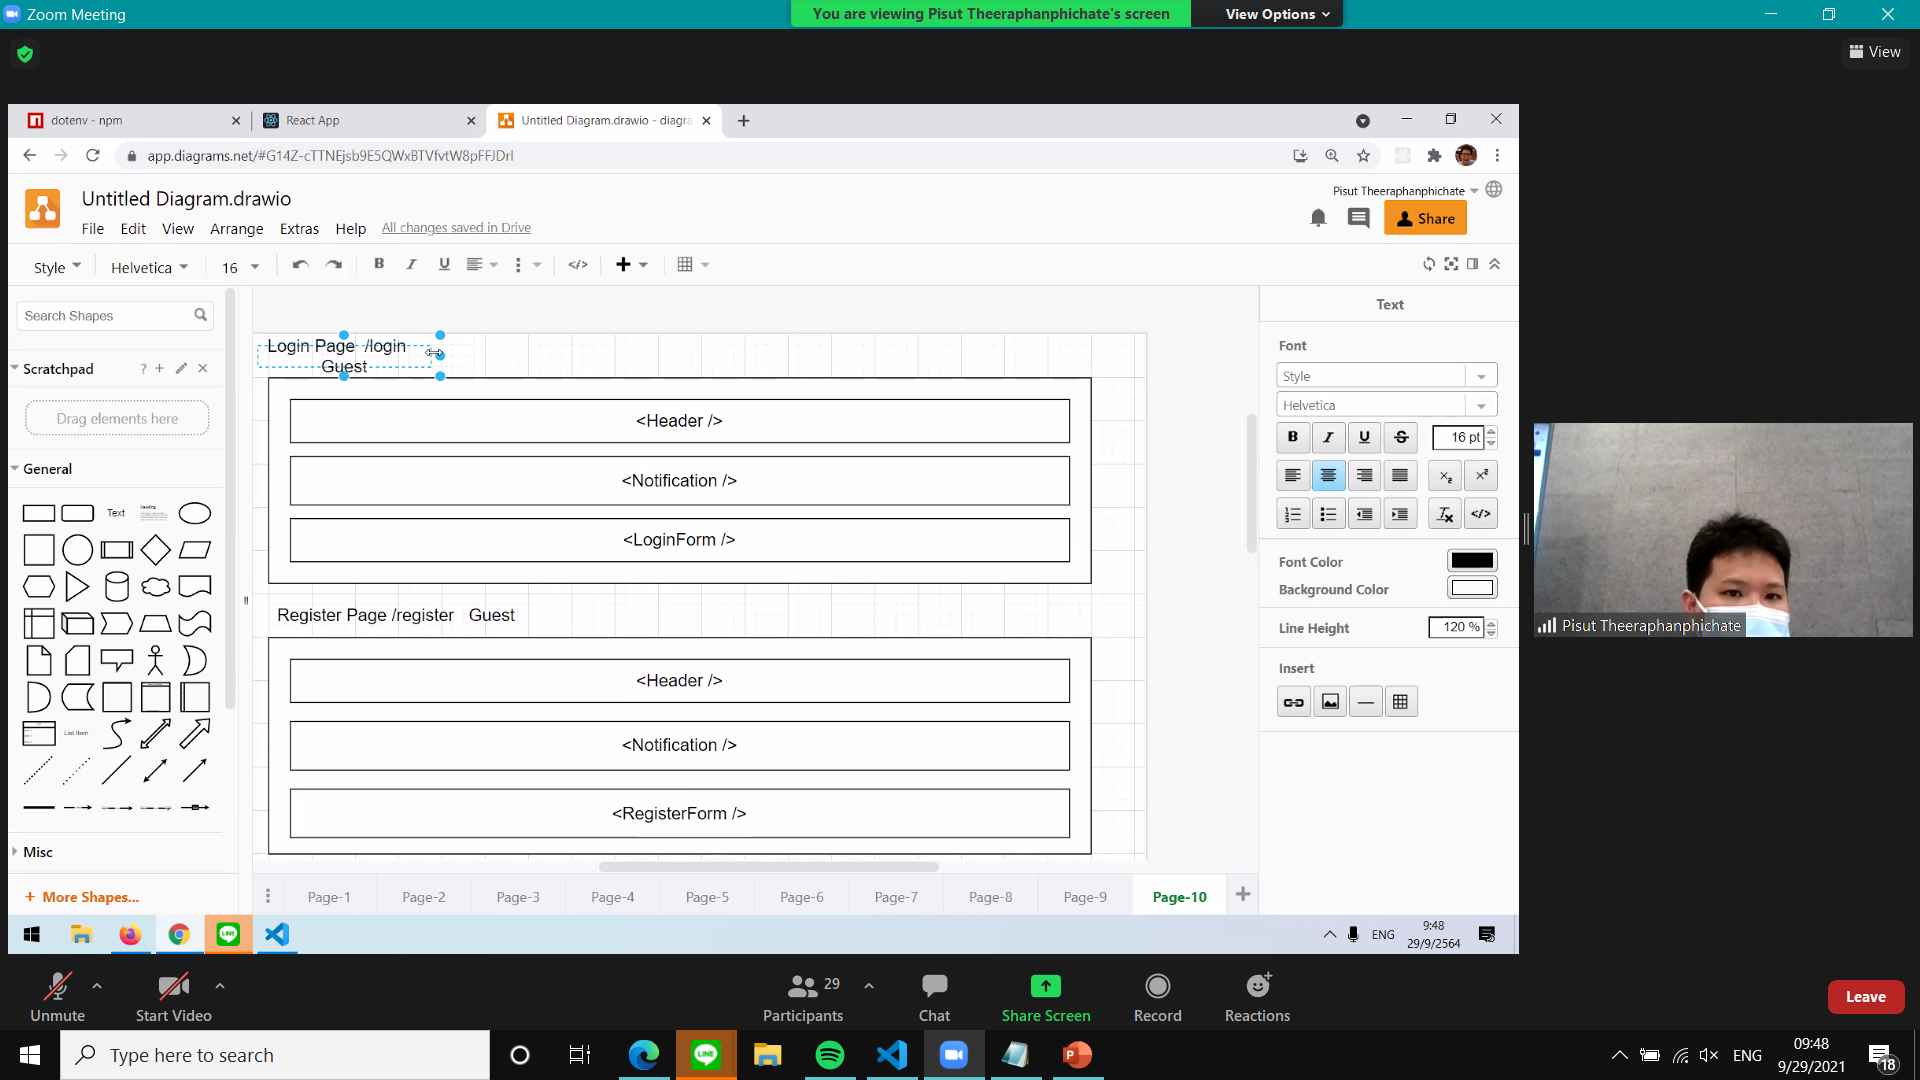 Zoom Meeting
You are viewing Pisut Theeraphanphichate's screen
View Options
View
dotenv - npm
React App
Untitled Diagram.drawio - diagra
app.diagrams.net/#G14Z-cTTNEjsb9E5QWxBTVfvtW8pFFJDrI
Untitled Diagram.drawio
Pisut Theeraphanphichate
File Edit View Arrange Extras Help All changes saved in Drive
Share
Style Helvetica 16 B I U
Search Shapes
Scratchpad ?
Drag elements here
General
Text
Heading
List Item
Misc
+ More Shapes...
Login Page /login
Guest
<Header />
<Notification />
<LoginForm />
Register Page /register Guest
<Header />
<Notification />
<RegisterForm />
Page-1 Page-2 Page-3 Page-4 Page-5 Page-6 Page-7 Page-8 Page-9 Page-10
Text
Font
Style
Helvetica
B I U S 16 pt
Font Color
Background Color
Line Height 120 %
Insert
Pisut Theeraphanphichate
ENG
9:48
29/9/2564
Unmute
Start Video
29
Participants
Chat
Share Screen
Record
Reactions
Leave
Type here to search
ENG
09:48
9/29/2021
18